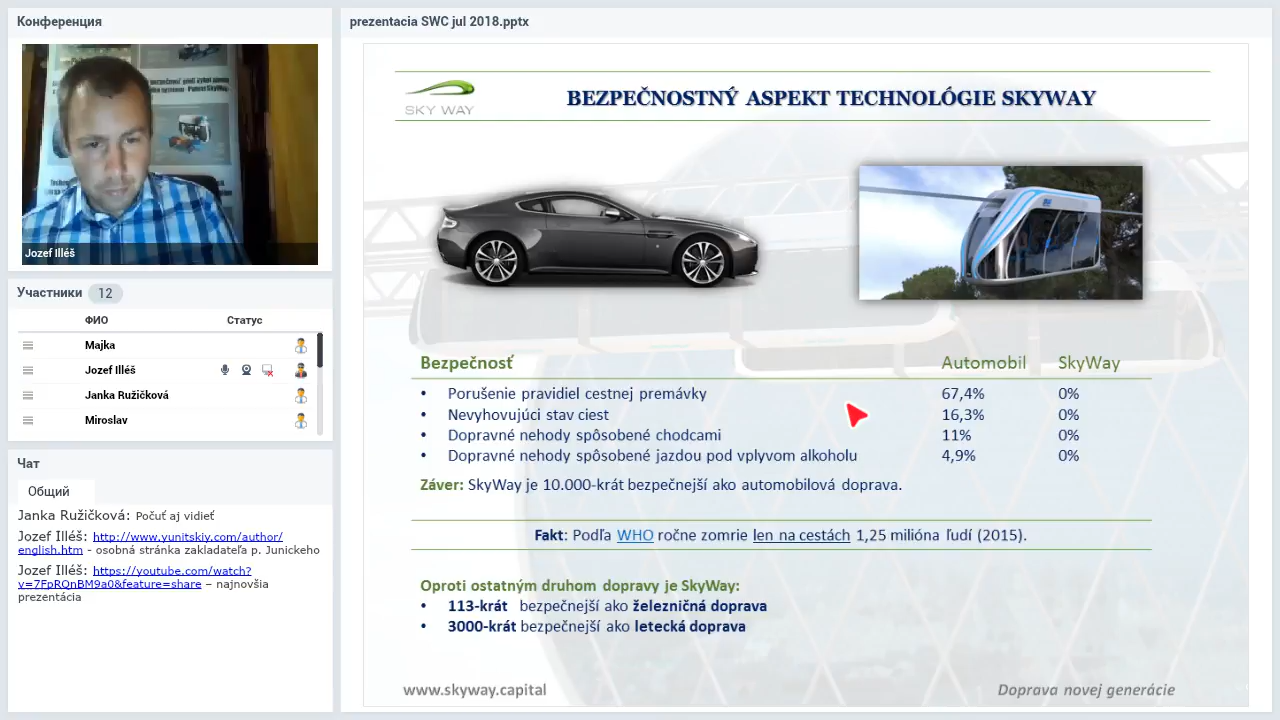 Конференция
Jozef Illéš
Участники 12
ФИО Статус
Majka
Jozef Illéš
Janka Ružičková
Miroslav
Чат
Общий
Janka Ružičková: Počuť aj vidieť
Jozef Illéš: http://www.yunitskiy.com/author/
english.htm - osobná stránka zakladateľa p. Junickeho
Jozef Illéš: https://youtube.com/watch?
v=7FpRQnBM9a0&feature=share – najnovšia
prezentácia
prezentacia SWC jul 2018.pptx
SKY WAY
BEZPEČNOSTNÝ ASPEKT TECHNOLÓGIE SKYWAY
Bezpečnosť Automobil SkyWay
• Porušenie pravidiel cestnej premávky 67,4% 0%
• Nevyhovujúci stav ciest 16,3% 0%
• Dopravné nehody spôsobené chodcami 11% 0%
• Dopravné nehody spôsobené jazdou pod vplyvom alkoholu 4,9% 0%
Záver: SkyWay je 10.000-krát bezpečnejší ako automobilová doprava.
Fakt: Podľa WHO ročne zomrie len na cestách 1,25 milióna ľudí (2015).
Oproti ostatným druhom dopravy je SkyWay:
• 113-krát bezpečnejší ako železničná doprava
• 3000-krát bezpečnejší ako letecká doprava
www.skyway.capital
Doprava novej generácie